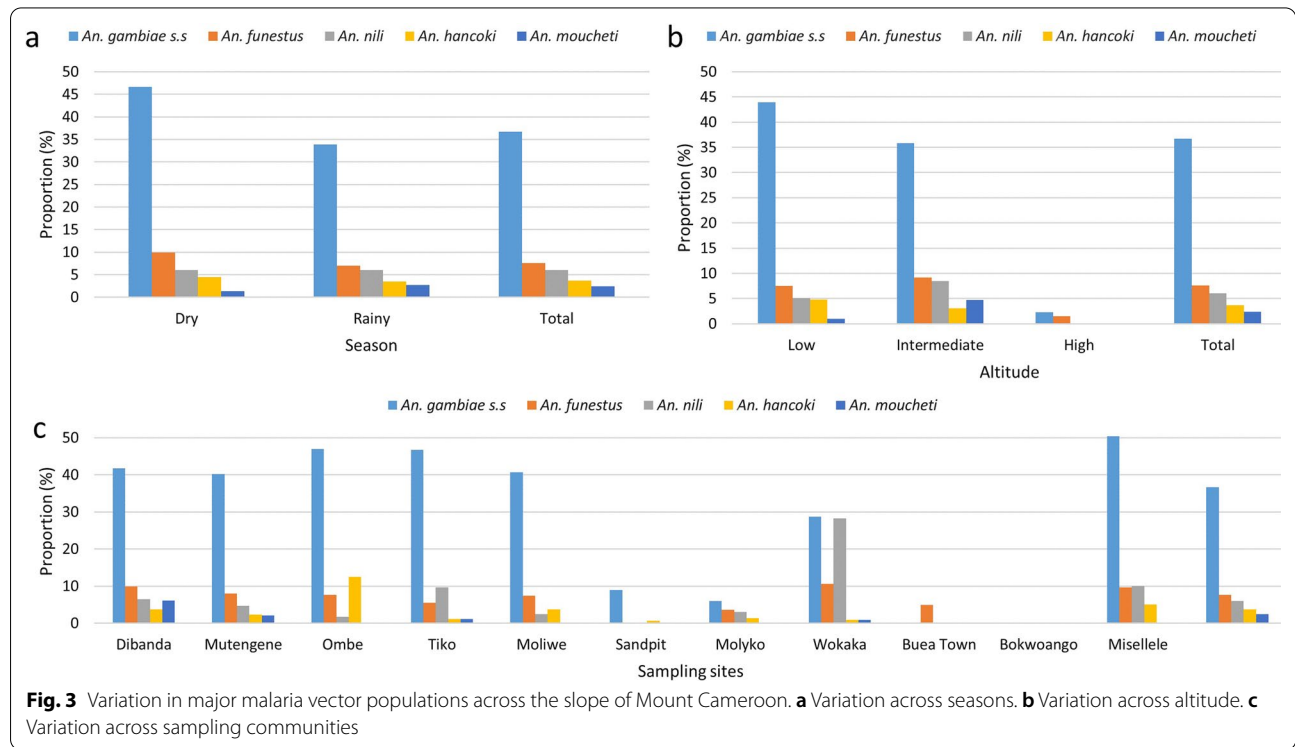 a
An. gambiae s.s An. funestus An. nili An. hancoki An. moucheti
50
45
40
35
30
25
20
15
10
5
0
Proportion (%)
Dry Rainy Total
Season
b
An. gambiae s.s An. funestus An. nili An. hancoki An. moucheti
50
45
40
35
30
25
20
15
10
5
0
Proportion (%)
Low Intermediate High Total
Altitude
An. gambiae s.s An. funestus An. nili An. hancoki An. moucheti
c
50
40
30
20
10
0
Proportion (%)
Dibanda Mutengene Ombe Tiko Moliwe Sandpit Molyko Wokaka Buea Town Bokwoango Misellele
Sampling sites
Fig. 3 Variation in major malaria vector populations across the slope of Mount Cameroon. a Variation across seasons. b Variation across altitude. c
Variation across sampling communities